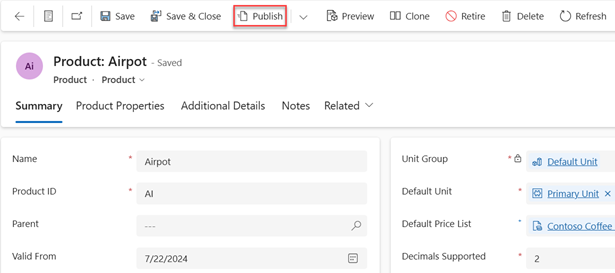 Save Save & Close Publish Preview Clone Retire Delete Refresh
Ai
Product: Airpot - Saved
Product · Product
Summary Product Properties Additional Details Notes Related
Name * Airpot
Product ID * AI
Parent ---
Valid From 7/22/2024
Unit Group * Default Unit
Default Unit * Primary Unit ×
Default Price List * Contoso Coffee
Decimals Supported * 2